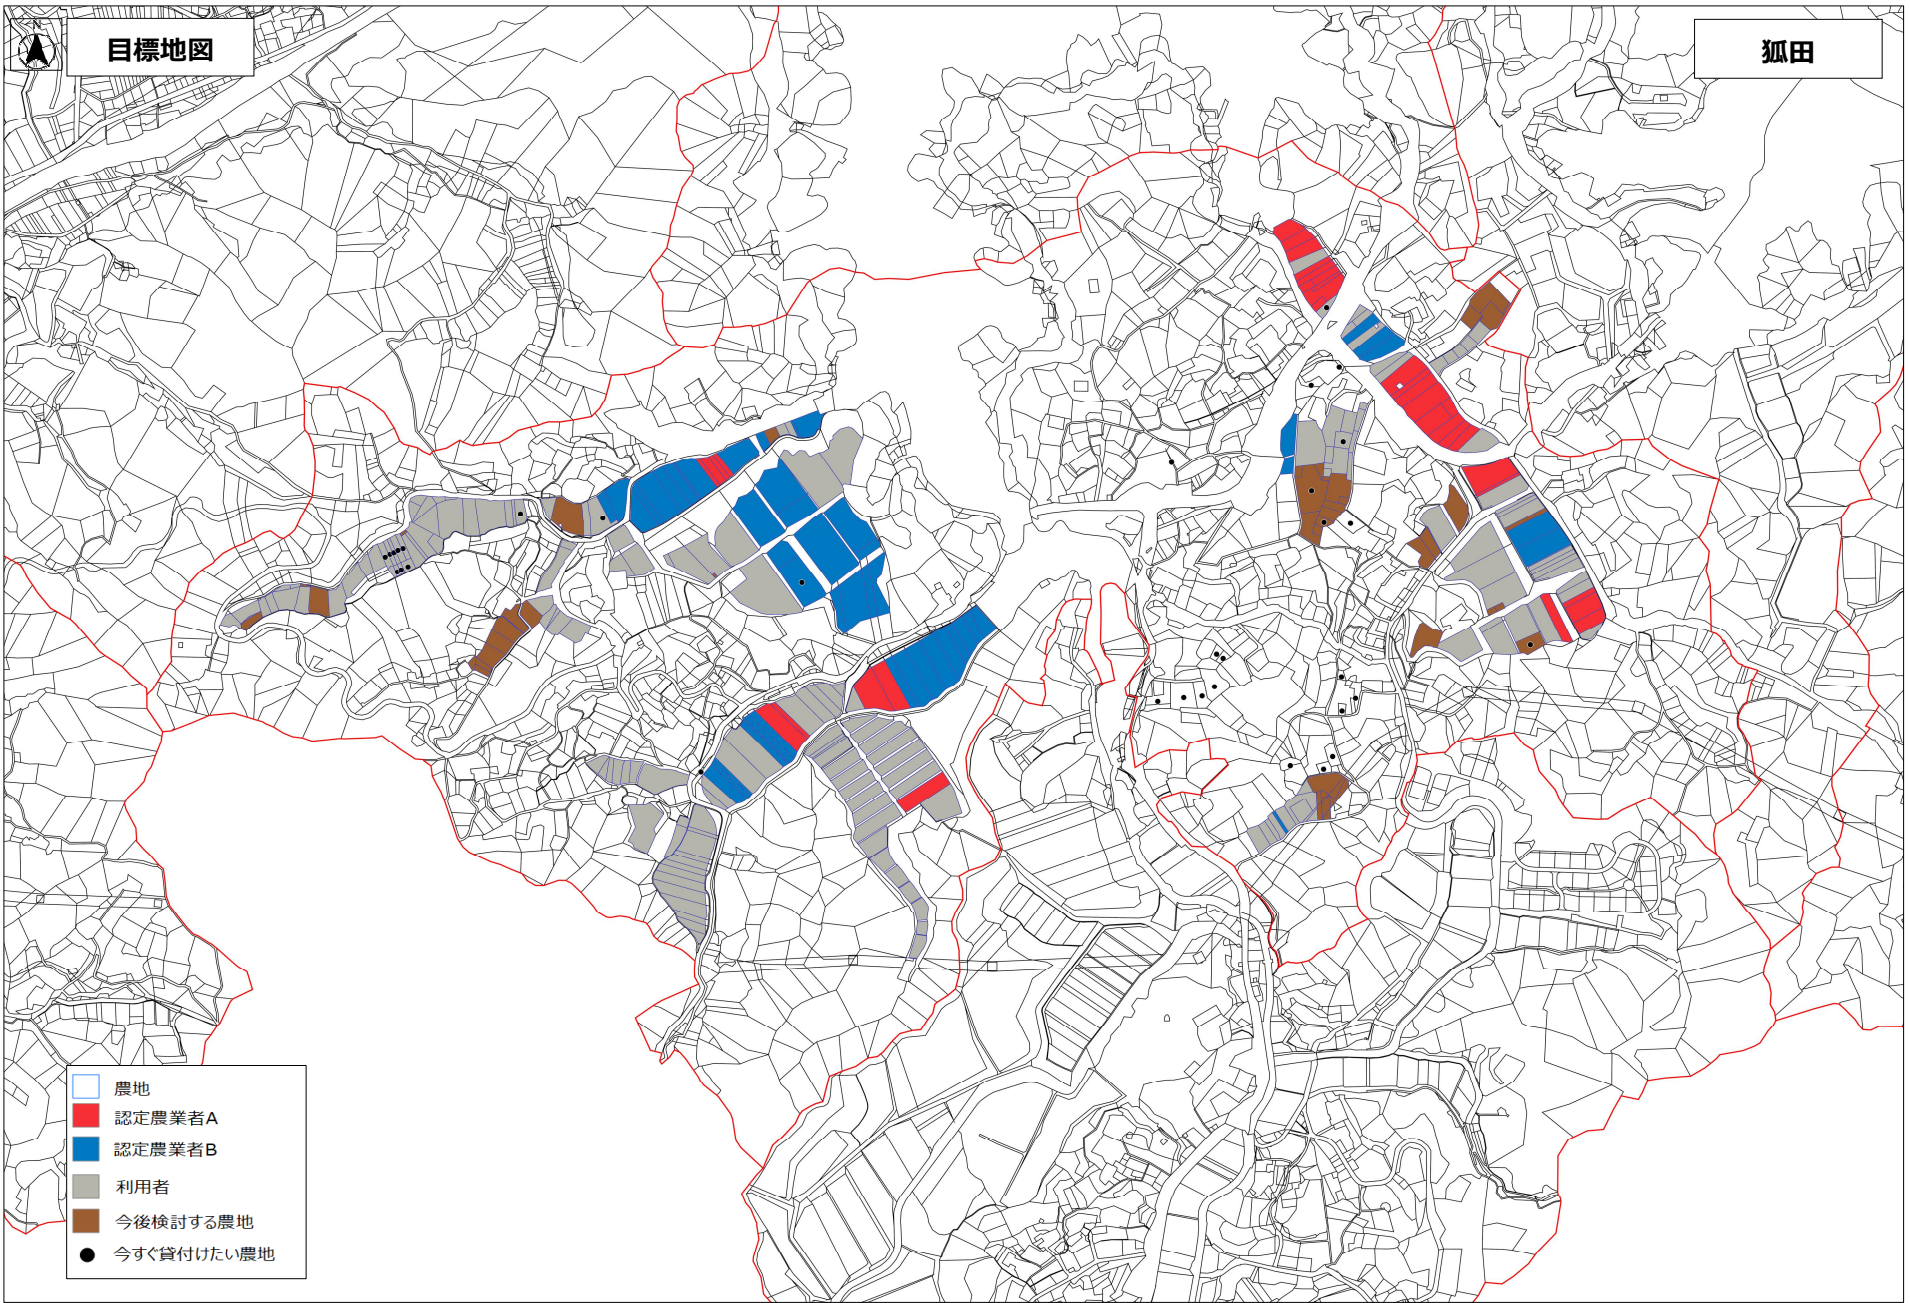 N
目標地図
狐田
農地
認定農業者A
認定農業者B
利用者
今後検討する農地
今すぐ貸付けたい農地